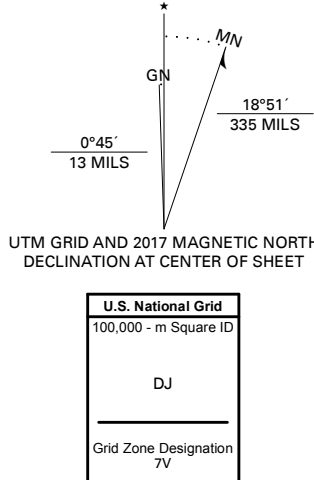 ★
MN
GN
0°45´
13 MILS
18°51´
335 MILS
UTM GRID AND 2017 MAGNETIC NORTH
DECLINATION AT CENTER OF SHEET
U.S. National Grid
100,000 - m Square ID
DJ
Grid Zone Designation
7V